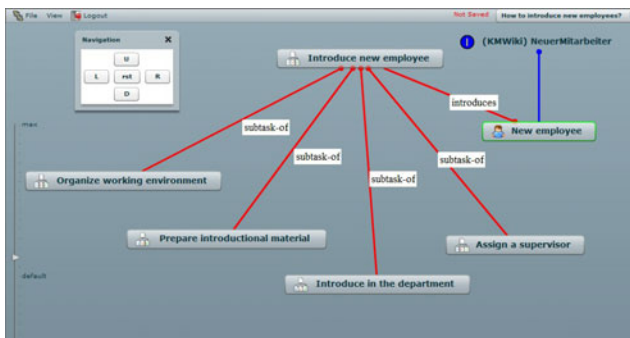 File View Logout
Not Saved How to introduce new employees?
Navigation
U
L rst R
D
Introduce new employee
(KMWiki) NeuerMitarbeiter
introduces
New employee
max
subtask-of
subtask-of
subtask-of
subtask-of
Organize working environment
Prepare introductional material
Assign a supervisor
default
Introduce in the department